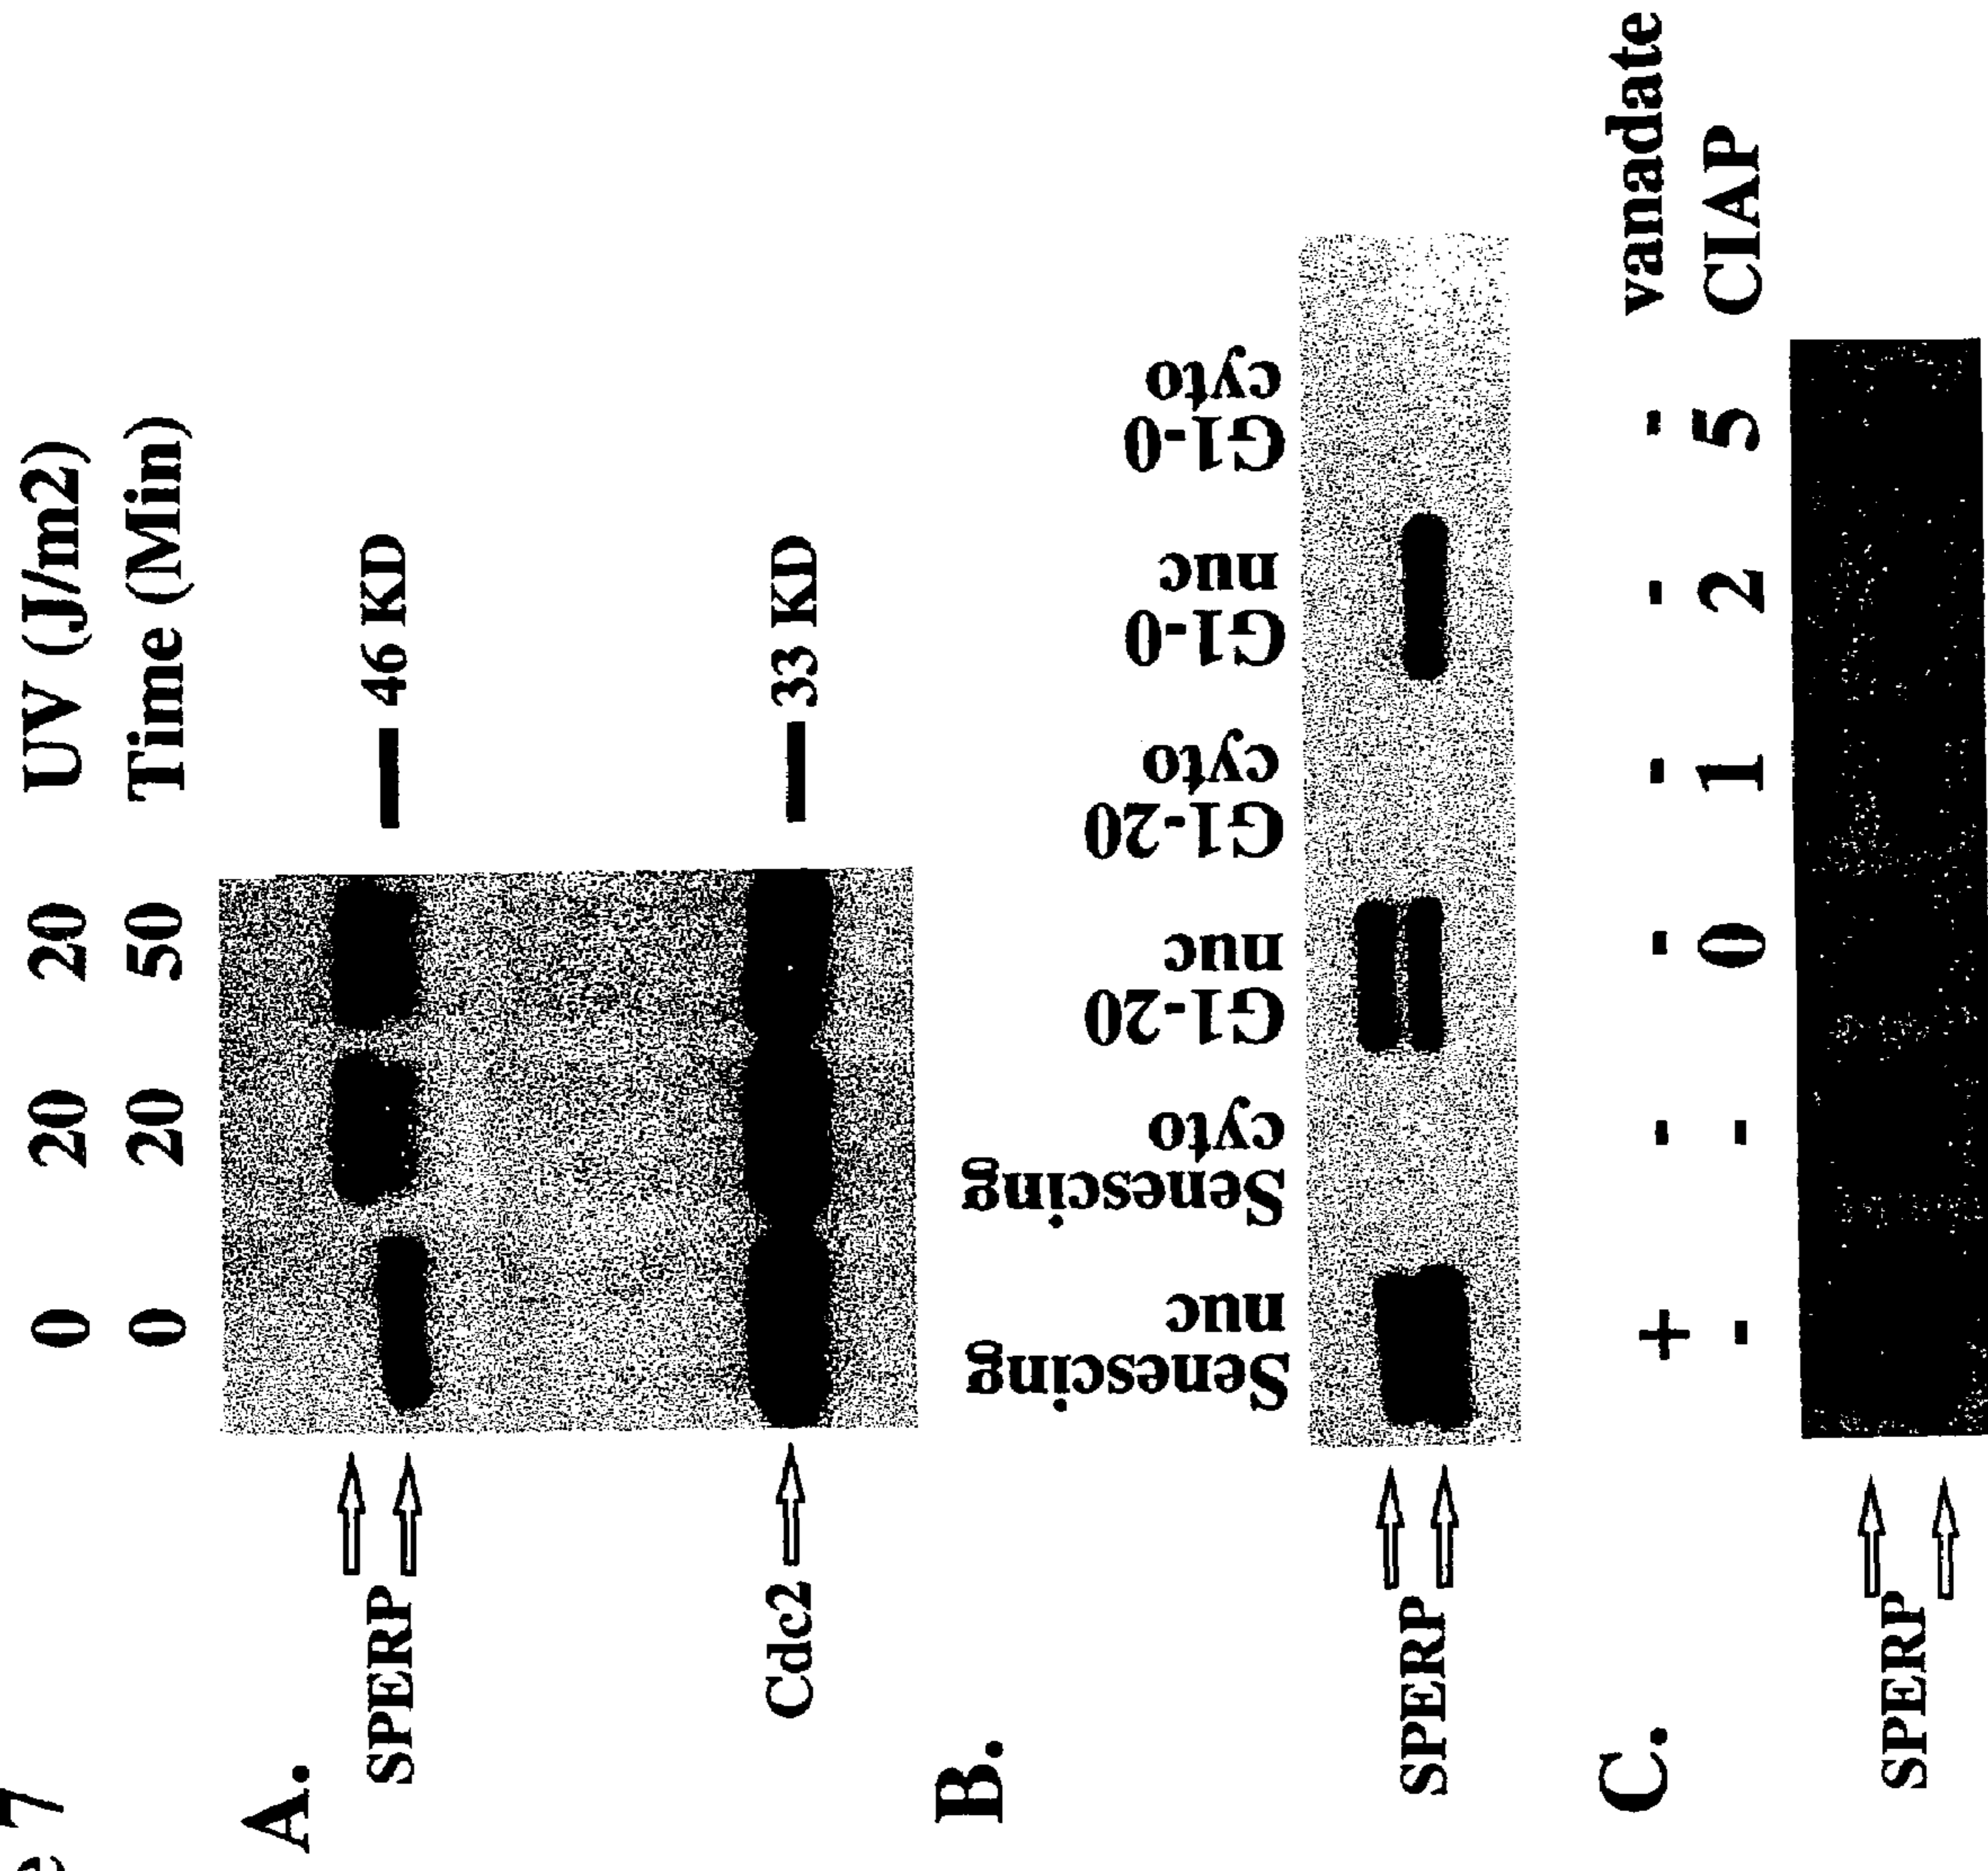 e 7
A.
0 20 20 UV (J/m2)
0 20 50 Time (Min)
SPERP
46 KD
Cdc2
33 KD
B.
Senescing nuc
Senescing cyto
G1-20 nuc
G1-20 cyto
G1-0 nuc
G1-0 cyto
SPERP
C.
+ - - - - - vanadate
- - 0 1 2 5 CIAP
SPERP